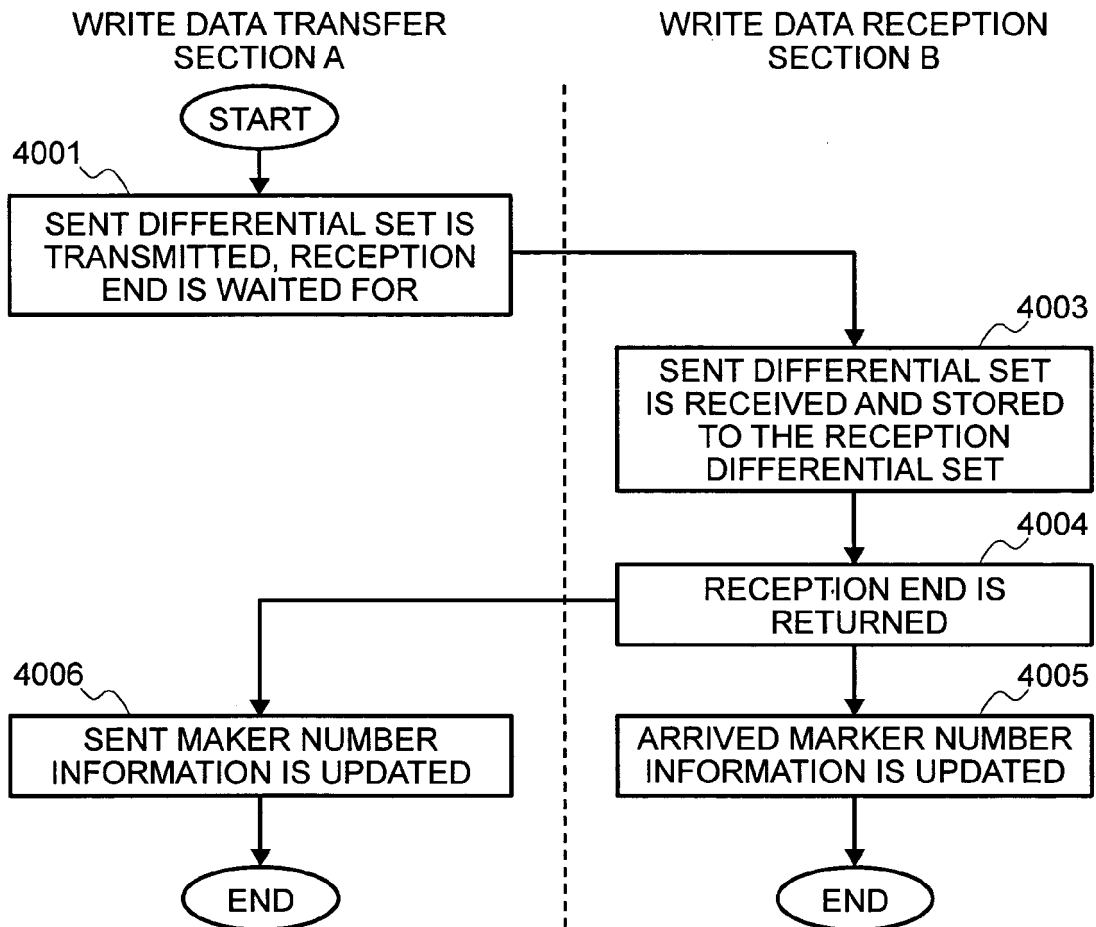 WRITE DATA TRANSFER
SECTION A
WRITE DATA RECEPTION
SECTION B
START
4001
SENT DIFFERENTIAL SET IS
TRANSMITTED, RECEPTION
END IS WAITED FOR
4003
SENT DIFFERENTIAL SET
IS RECEIVED AND STORED
TO THE RECEPTION
DIFFERENTIAL SET
4004
RECEPTION END IS
RETURNED
4006
SENT MAKER NUMBER
INFORMATION IS UPDATED
4005
ARRIVED MARKER NUMBER
INFORMATION IS UPDATED
END
END